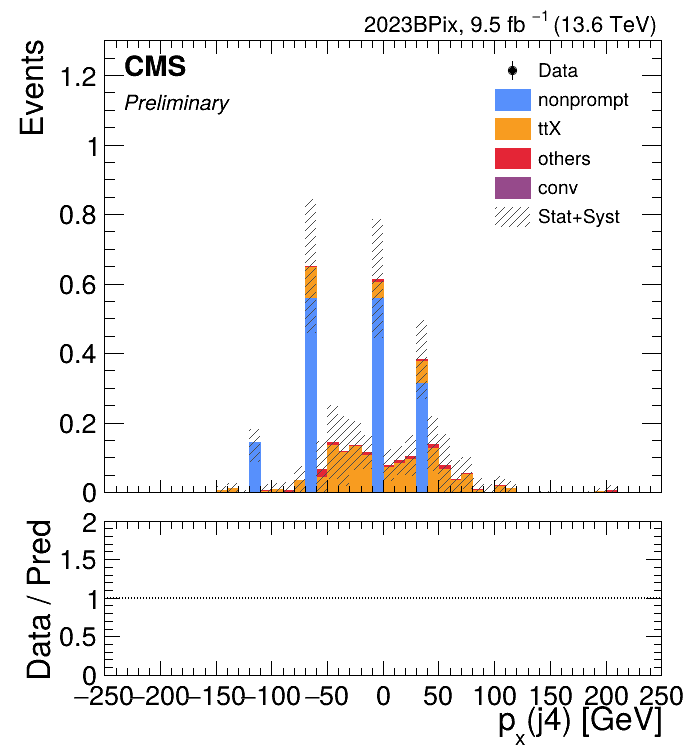 2023BPix, 9.5 fb⁻¹ (13.6 TeV)
Events
CMS
Preliminary
Data
nonprompt
ttX
others
conv
Stat+Syst
1.2
1
0.8
0.6
0.4
0.2
0
Data / Pred
2
1.5
1
0.5
0
−250 −200 −150 −100 −50 0 50 100 150 200 250
pₓ(j4) [GeV]